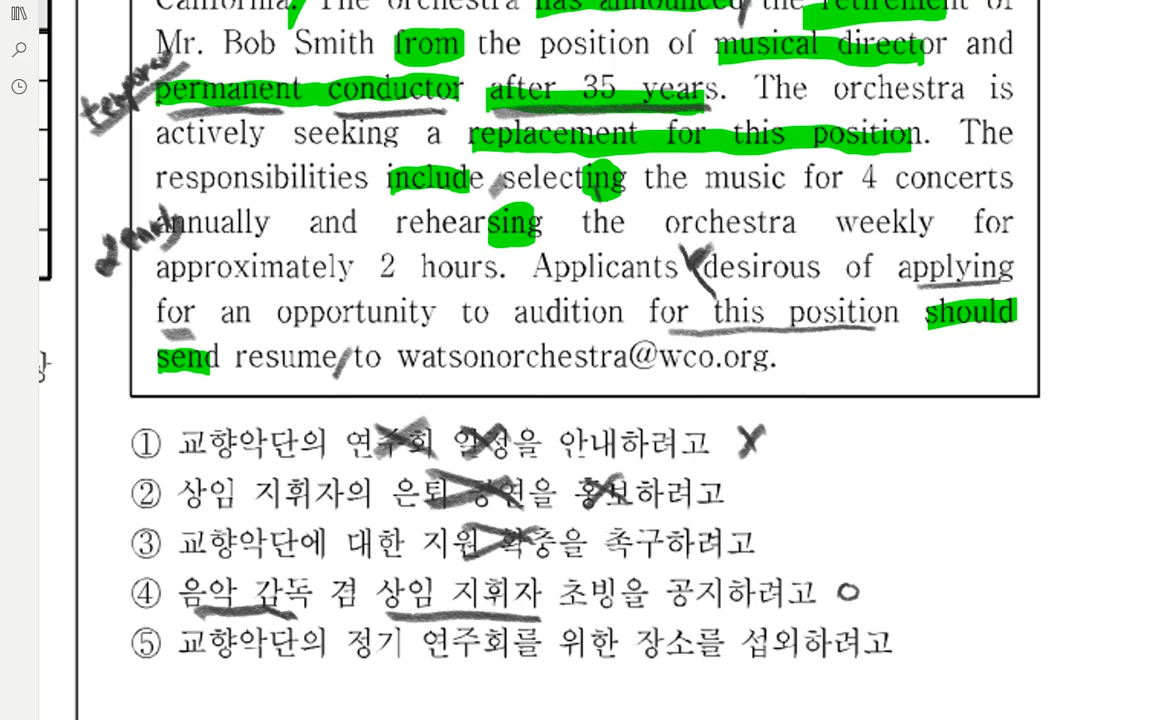 California. The orchestra has announced the retirement of
Mr. Bob Smith from the position of musical director and
permanent conductor after 35 years. The orchestra is
actively seeking a replacement for this position. The
responsibilities include selecting the music for 4 concerts
annually and rehearsing the orchestra weekly for
approximately 2 hours. Applicants desirous of applying
for an opportunity to audition for this position should
send resume to watsonorchestra@wco.org.
① 교향악단의 연주회 일정을 안내하려고
② 상임 지휘자의 은퇴 공연을 홍보하려고
③ 교향악단에 대한 지원 확충을 촉구하려고
④ 음악 감독 겸 상임 지휘자 초빙을 공지하려고
⑤ 교향악단의 정기 연주회를 위한 장소를 섭외하려고